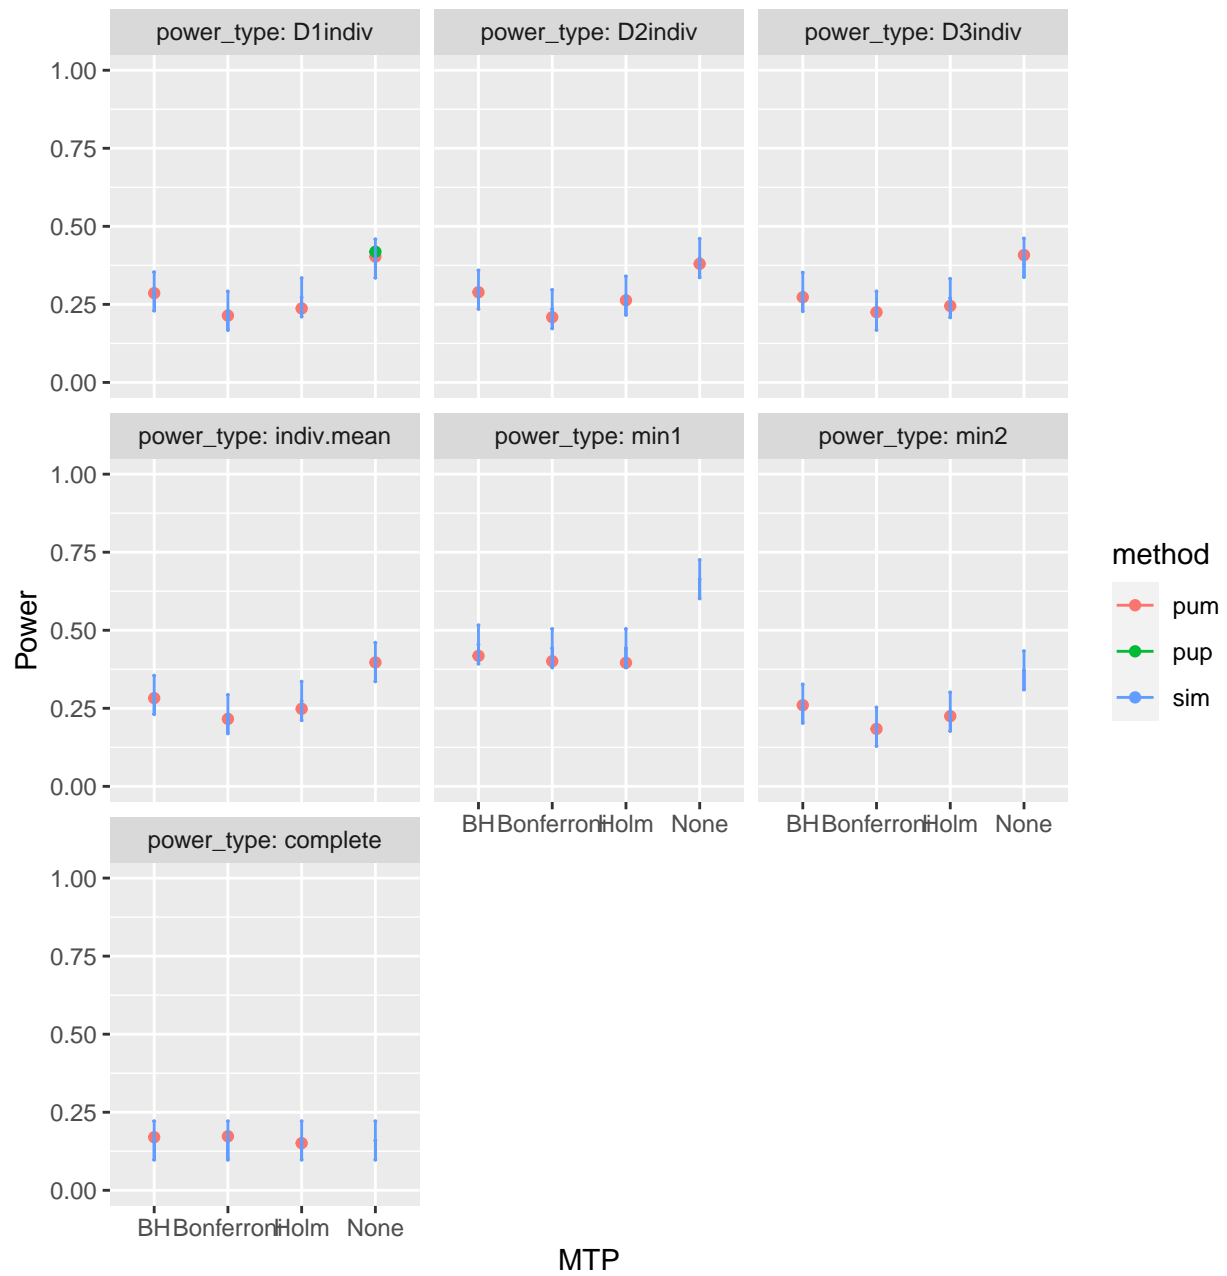 power_type: D1indiv
power_type: D2indiv
power_type: D3indiv
1.00
0.75
0.50
0.25
0.00
power_type: indiv.mean
power_type: min1
power_type: min2
1.00
0.75
0.50
0.25
0.00
BH Bonferroni Holm None
BH Bonferroni Holm None
power_type: complete
1.00
0.75
0.50
0.25
0.00
BH Bonferroni Holm None
MTP
Power
method
pum
pup
sim